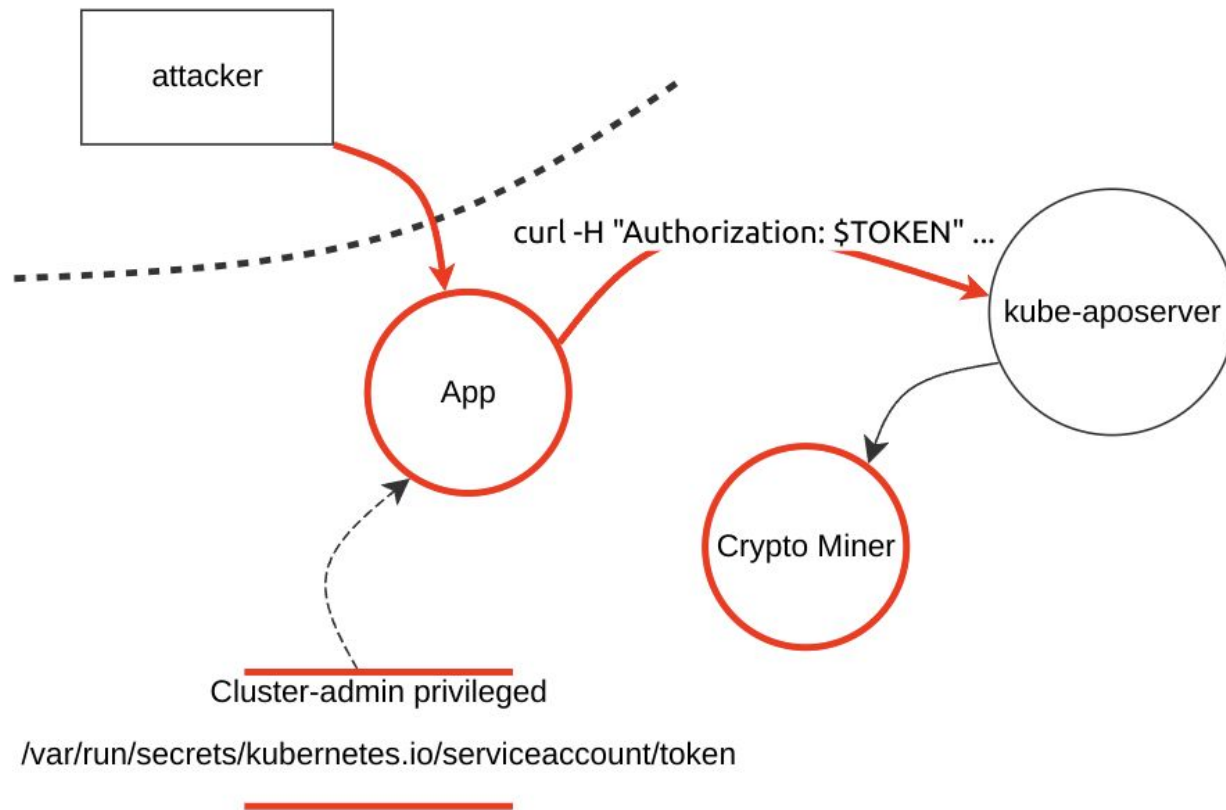 attacker
curl -H "Authorization: $TOKEN" ...
kube-aposerver
App
Crypto Miner
Cluster-admin privileged
/var/run/secrets/kubernetes.io/serviceaccount/token